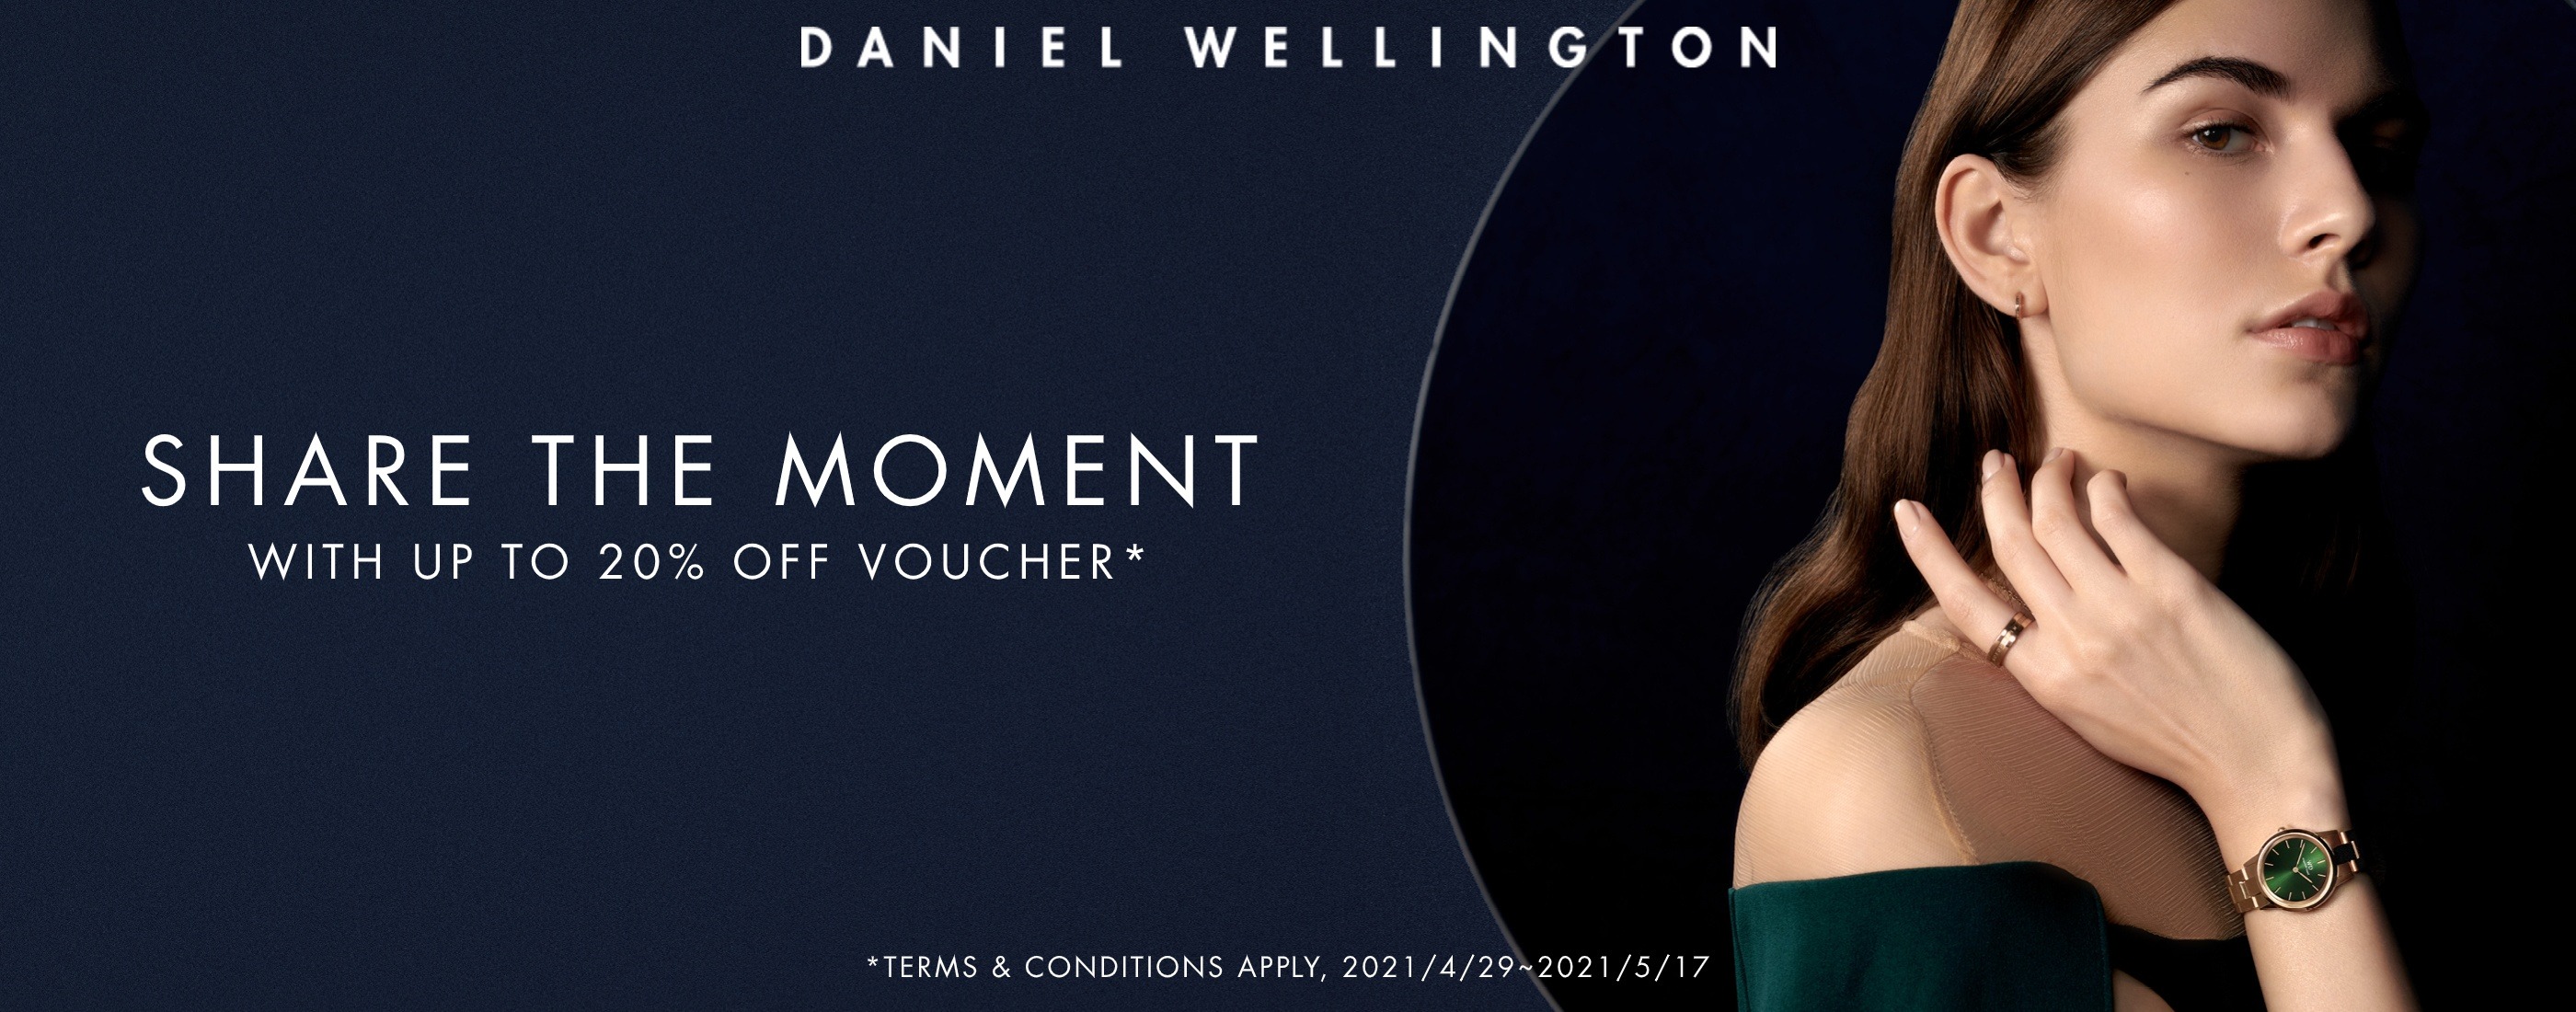 DANIEL WELLINGTON
SHARE THE MOMENT
WITH UP TO 20% OFF VOUCHER*
*TERMS & CONDITIONS APPLY, 2021/4/29~2021/5/17